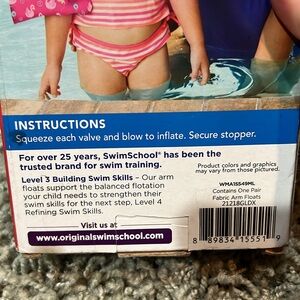 INSTRUCTIONS
Squeeze each valve and blow to inflate. Secure stopper.
For over 25 years, SwimSchool® has been the
trusted brand for swim training.
Level 3 Building Swim Skills - Our arm
floats support the balanced flotation
your child needs to strengthen their
swim skills for the next step, Level 4
Refining Swim Skills.
Visit us at
www.originalswimschool.com
Product colors and graphics
may vary from those pictured.
WMA15549ML
Contains One Pair
Fabric Arm Floats
21218GLDX
8 89834 15551 9